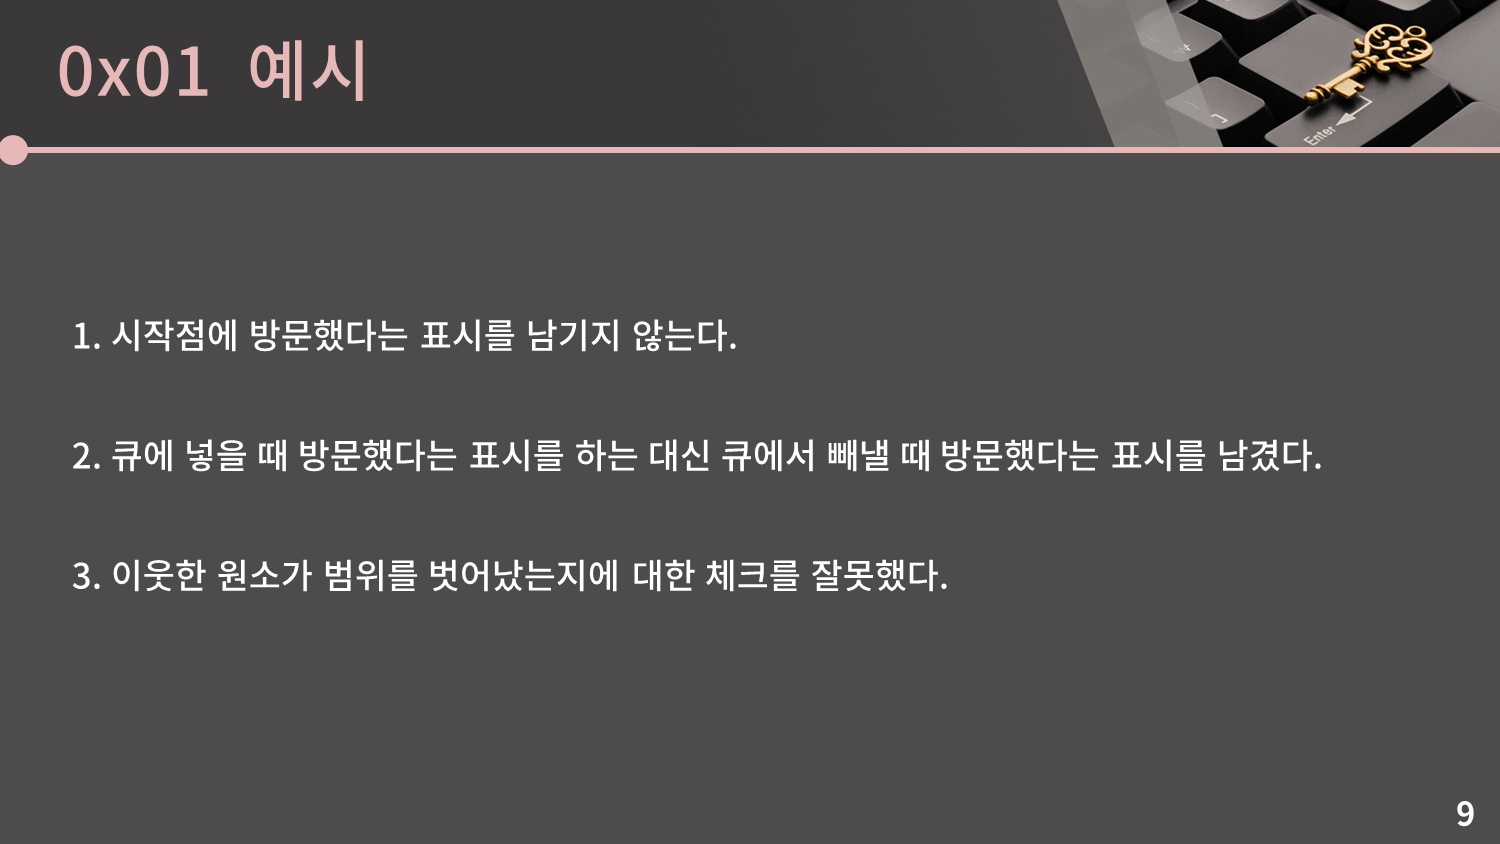 0x01 예시
Enter
1. 시작점에 방문했다는 표시를 남기지 않는다.
2. 큐에 넣을 때 방문했다는 표시를 하는 대신 큐에서 빼낼 때 방문했다는 표시를 남겼다.
3. 이웃한 원소가 범위를 벗어났는지에 대한 체크를 잘못했다.
9